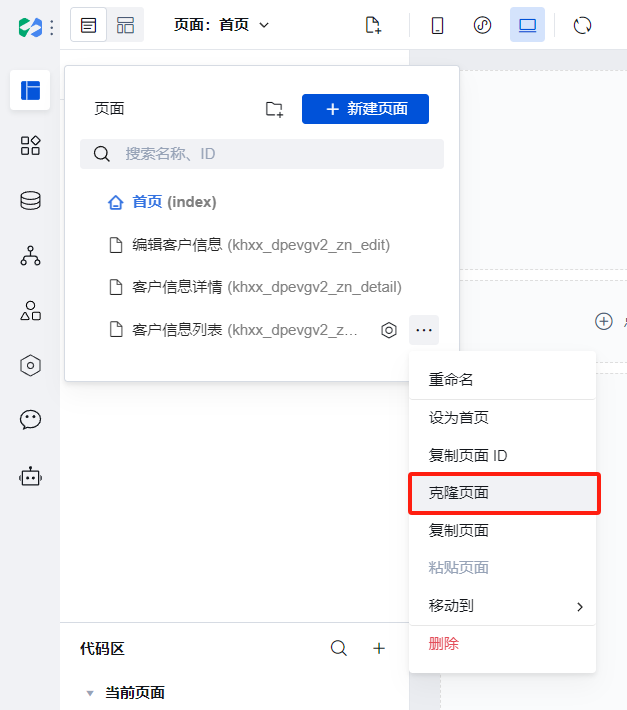 页面：首页
页面
新建页面
搜索名称、ID
首页 (index)
编辑客户信息 (khxx_dpevgv2_zn_edit)
客户信息详情 (khxx_dpevgv2_zn_detail)
客户信息列表 (khxx_dpevgv2_z...
重命名
设为首页
复制页面 ID
克隆页面
复制页面
粘贴页面
移动到
删除
代码区
当前页面